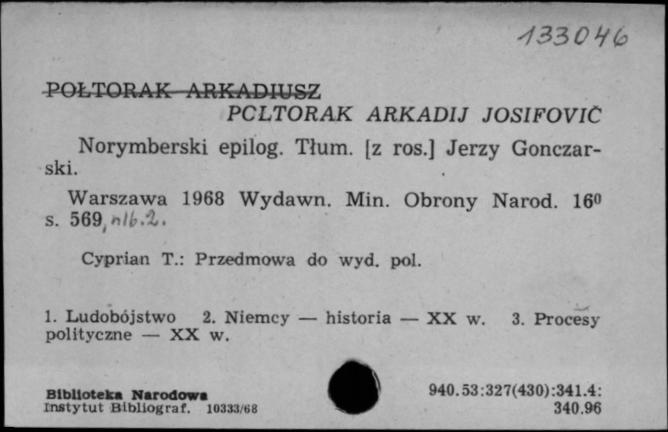 133046
POŁTORAK ARKADIUSZ
PCLTORAK ARKADIJ JOSIFOVIČ
Norymberski epilog. Tłum. [z ros.] Jerzy Gonczar-
ski.
Warszawa 1968 Wydawn. Min. Obrony Narod. 16⁰
s. 569, nlb.2.
Cyprian T.: Przedmowa do wyd. pol.
1. Ludobójstwo 2. Niemcy — historia — XX w. 3. Procesy
polityczne — XX w.
Biblioteka Narodowa
Instytut Bibliograf. 10333/68
940.53:327(430):341.4:
340.96